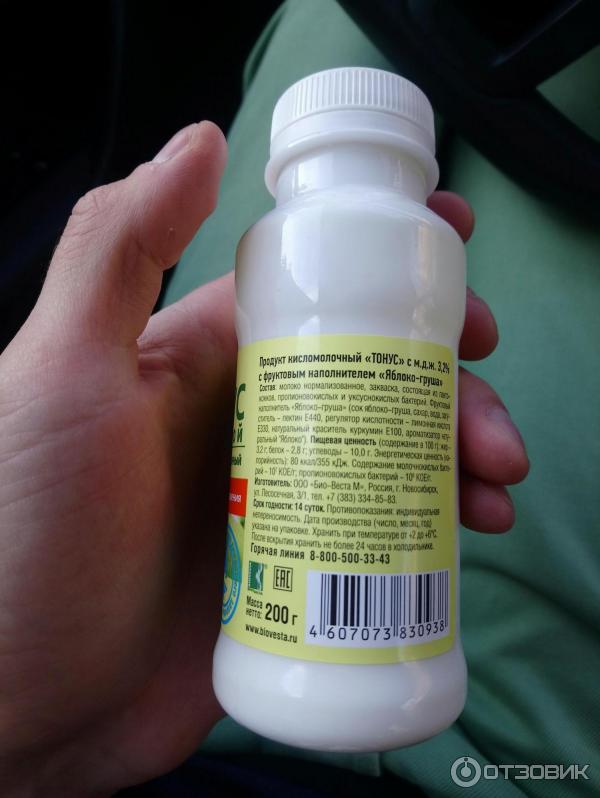 Продукт кисломолочный «ТОНУС» с м.д.ж. 3,2%
с фруктовым наполнителем «Яблоко-груша»
Состав: молоко нормализованное, закваска, состоящая из лакто-
кокков, пропионовокислых и уксуснокислых бактерий. Фруктовый
наполнитель «Яблоко-груша» (сок яблоко-груша, сахар, вода, загу-
ститель – пектин Е440, регулятор кислотности – лимонная кислота
Е330, натуральный краситель куркумин Е100, ароматизатор нату-
ральный "Яблоко"). Пищевая ценность (содержание в 100 г): жир –
3,2 г; белок – 2,8 г; углеводы – 10,0 г. Энергетическая ценность (ка-
лорийность): 80 ккал/355 кДж. Содержание молочнокислых бакте-
рий - 10⁷ КОЕ/г; пропионовокислых бактерий - 10⁸ КОЕ/г.
Изготовитель: ООО «Био-Веста М», Россия, г. Новосибирск,
ул. Песочная, 3/1, тел. +7 (383) 334-85-83.
Срок годности: 14 суток. Противопоказания: индивидуальная
непереносимость. Дата производства (число, месяц, год)
указана на упаковке. Хранить при температуре от +2 до +6°С.
После вскрытия хранить не более 24 часов в холодильнике.
Горячая линия 8-800-500-33-43
ЕАС
Масса
нетто: 200 г
www.biovesta.ru
4 607073 830938
ОТЗОВИК